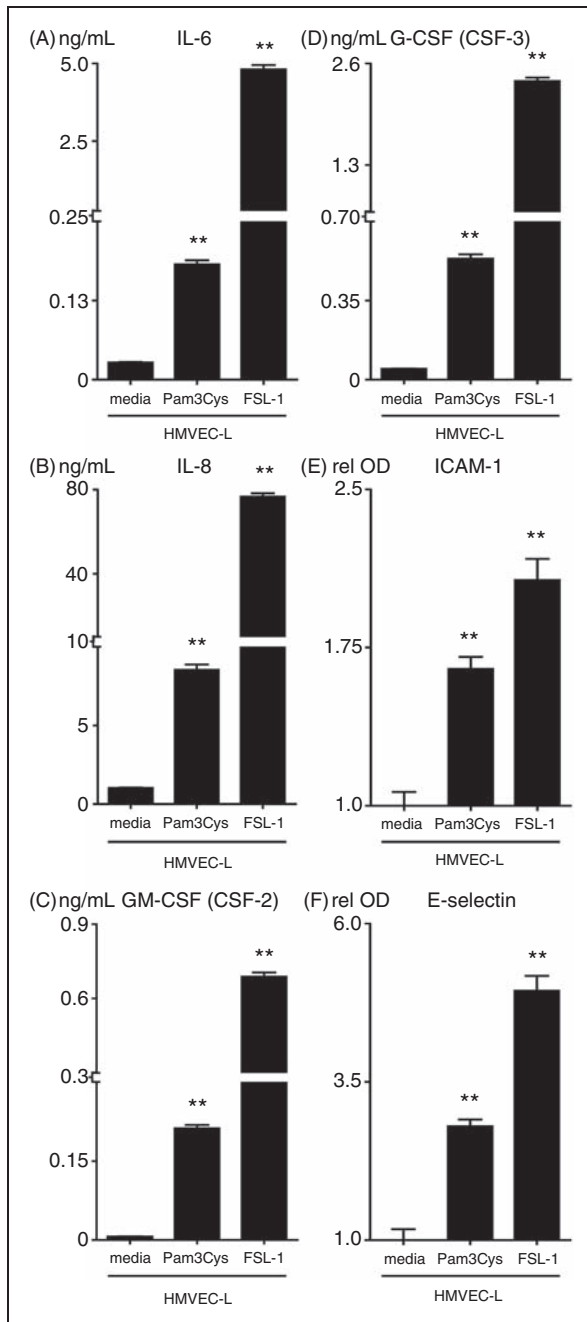 (A) ng/mL IL-6
**
5.0
2.5
0.25
**
0.13
0
media Pam3Cys FSL-1
HMVEC-L
(D) ng/mL G-CSF (CSF-3)
**
2.6
1.3
0.70
**
0.35
0
media Pam3Cys FSL-1
HMVEC-L
(B) ng/mL IL-8
**
80
40
10
**
5
0
media Pam3Cys FSL-1
HMVEC-L
(E) rel OD ICAM-1
2.5
**
**
1.75
1.0
media Pam3Cys FSL-1
HMVEC-L
(C) ng/mL GM-CSF (CSF-2)
0.9
**
0.6
0.3
**
0.15
0
media Pam3Cys FSL-1
HMVEC-L
(F) rel OD E-selectin
6.0
**
3.5
**
1.0
media Pam3Cys FSL-1
HMVEC-L